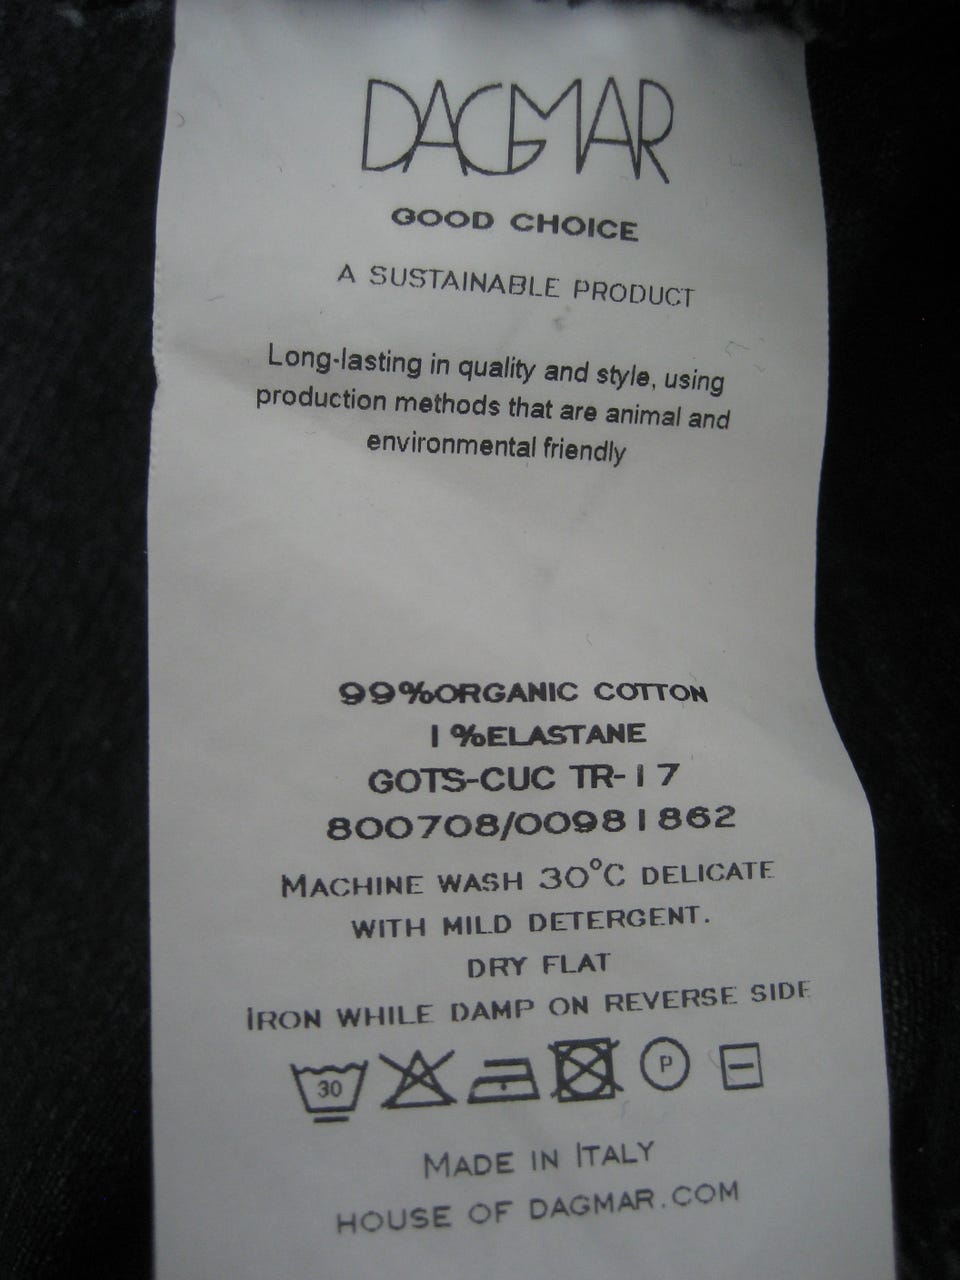 DAGMAR
GOOD CHOICE
A SUSTAINABLE PRODUCT
Long-lasting in quality and style, using
production methods that are animal and
environmental friendly
99%ORGANIC COTTON
1%ELASTANE
GOTS-CUC TR-17
800708/00981862
MACHINE WASH 30°C DELICATE
WITH MILD DETERGENT.
DRY FLAT
IRON WHILE DAMP ON REVERSE SIDE
30 P
MADE IN ITALY
HOUSE OF DAGMAR.COM